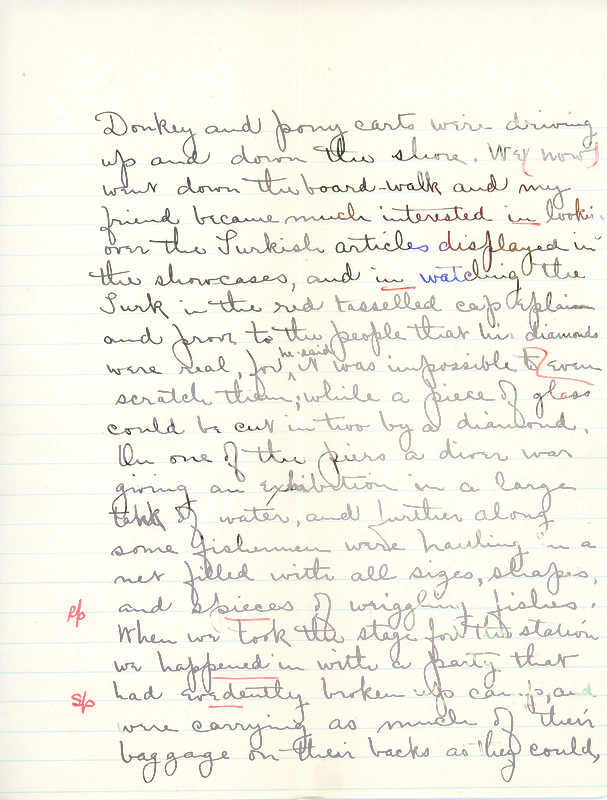 Donkey and pony carts were driving
up and down the shore. We (now)
went down the board-walk and my
friend became much interested in looki
over the Turkish articles displayed in
the showcases, and in watching the
Turk in the red tasselled cap explain
and prove to the people that his diamonds
were real, for he said it was impossible to even
scratch them; while a piece of glass
could be cut in two by a diamond.
On one of the piers a diver was
giving an exhibition in a large
tank of water, and further along
some fishermen were hauling in a
net filled with all sizes, shapes,
sp and spieces of wriggling fishes.
When we took the stage for the station
we happened in with a party that
sp had evedently broken up camp, and
were carrying as much of their
baggage on their backs as they could,